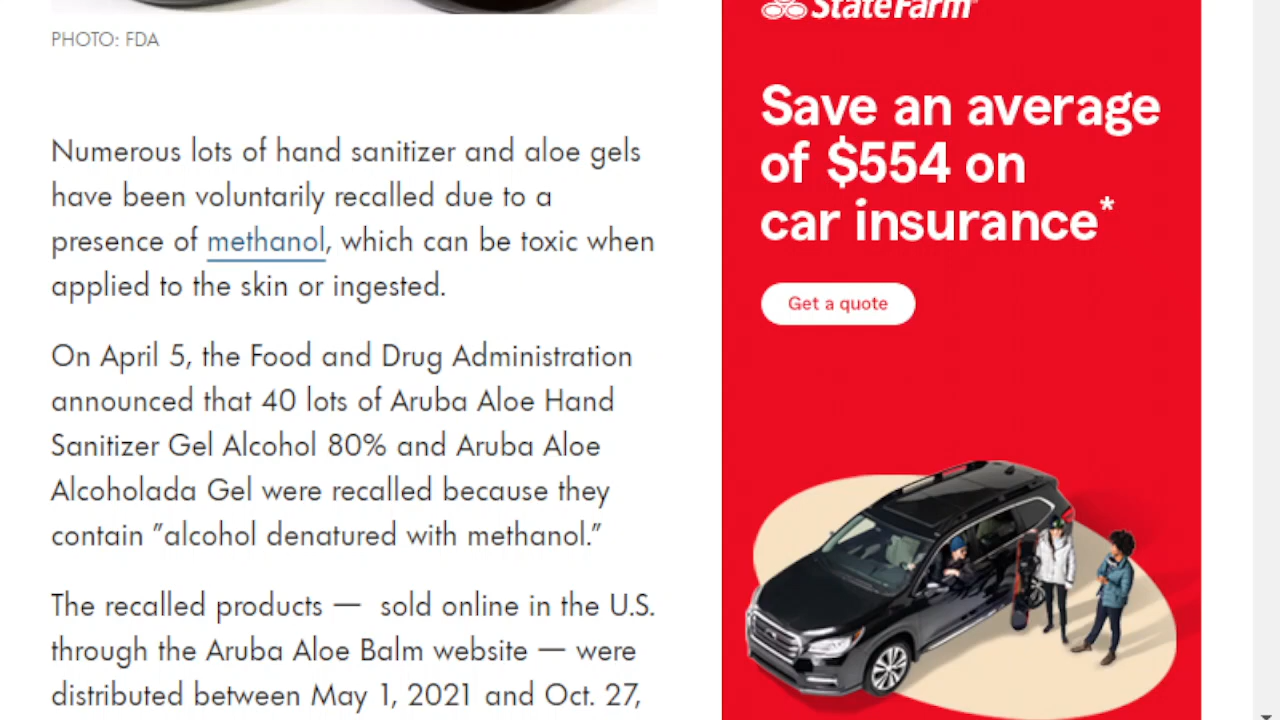 PHOTO: FDA
Numerous lots of hand sanitizer and aloe gels
have been voluntarily recalled due to a
presence of methanol, which can be toxic when
applied to the skin or ingested.
On April 5, the Food and Drug Administration
announced that 40 lots of Aruba Aloe Hand
Sanitizer Gel Alcohol 80% and Aruba Aloe
Alcoholada Gel were recalled because they
contain "alcohol denatured with methanol."
The recalled products — sold online in the U.S.
through the Aruba Aloe Balm website — were
distributed between May 1, 2021 and Oct. 27,
StateFarm®
Save an average
of $554 on
car insurance*
Get a quote